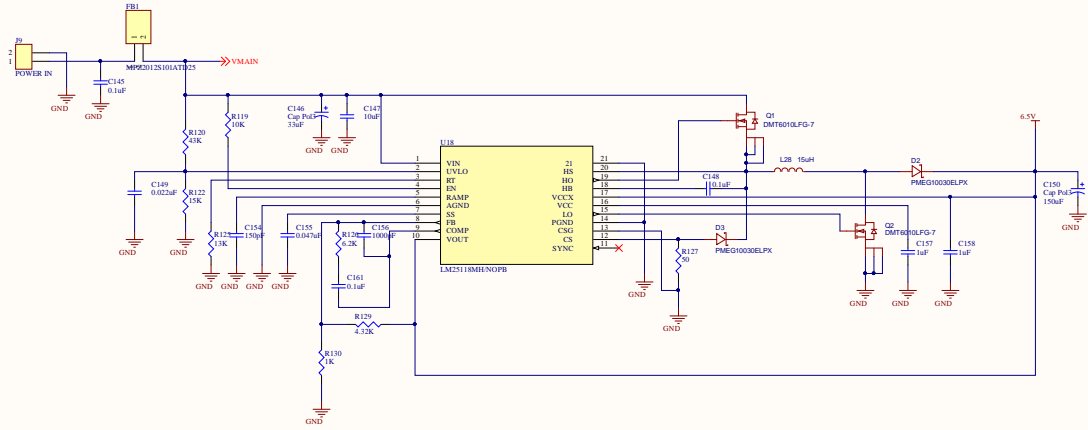 FB1
J9
2
1
POWER IN
1
2
MPZ2012S101ATD25
VMAIN
C145
0.1uF
GND
GND
R120
43K
R119
10K
C146
Cap Pol3
33uF
GND
C147
10uF
GND
Q1
DMT6010LFG-7
6.5V
U18
1
2
3
4
5
6
7
8
9
10
VIN
UVLO
RT
EN
RAMP
AGND
SS
FB
COMP
VOUT
21
HS
HO
HB
VCCX
VCC
LO
PGND
CSG
CS
SYNC
21
20
19
18
17
16
15
14
13
12
11
LM25118MH/NOPB
L28 15uH
D2
PMEG10030ELPX
C148
0.1uF
C149
0.022uF
GND
R122
15K
GND
C150
Cap Pol3
150uF
GND
R125
13K
GND
C154
150pF
GND
GND
C155
0.047uF
GND
R126
6.2K
C156
1000pF
C161
0.1uF
D3
PMEG10030ELPX
Q2
DMT6010LFG-7
GND
C157
1uF
GND
C158
1uF
GND
R127
50
GND
GND
R129
4.32K
R130
1K
GND